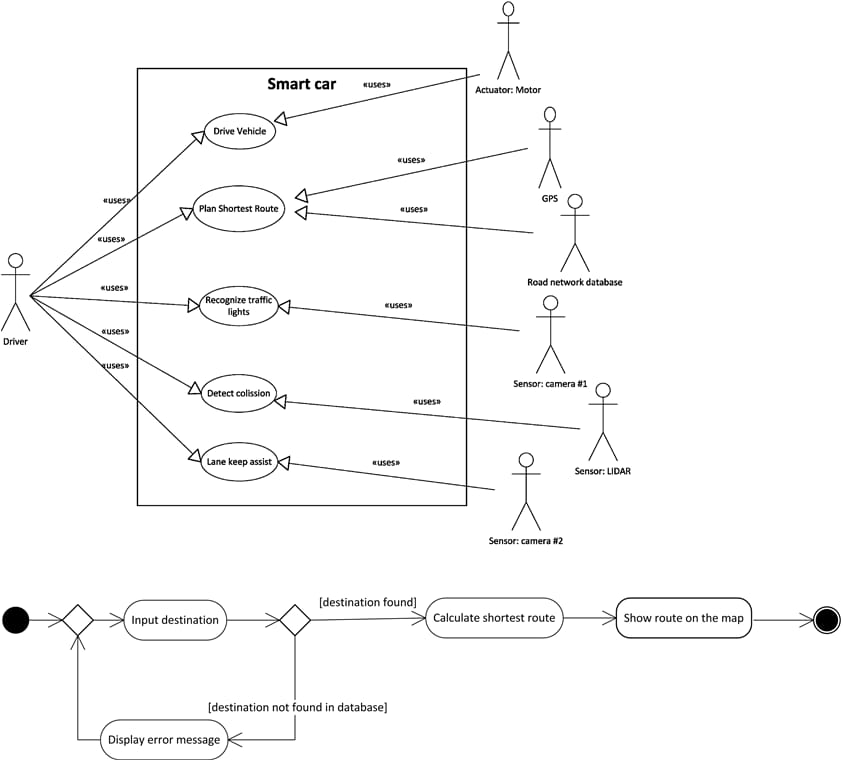 Smart car
«uses»
Actuator: Motor
Drive Vehicle
«uses»
GPS
«uses»
Plan Shortest Route
«uses»
«uses»
Road network database
«uses»
Recognize traffic
lights
«uses»
Driver
«uses»
Sensor: camera #1
«uses»
Detect colission
«uses»
Lane keep assist
«uses»
Sensor: LIDAR
Sensor: camera #2
[destination found]
Input destination
Calculate shortest route
Show route on the map
[destination not found in database]
Display error message